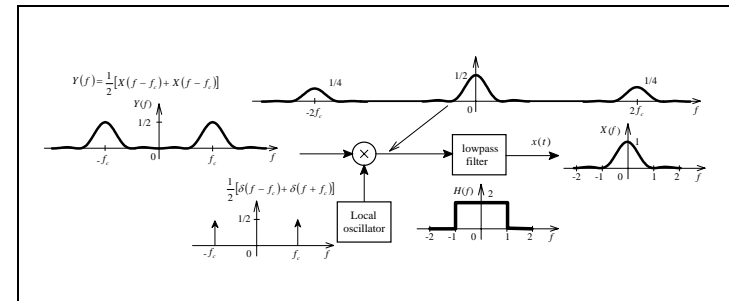 Y(f) = 1/2 [X(f − f_c) + X(f − f_c)]
Y(f)
1/2
-f_c
0
f_c
f
1/4
1/2
1/4
-2f_c
0
2f_c
f
×
lowpass
filter
x(t)
X(f)
1
-2 -1 0 1 2 f
1/2 [δ(f − f_c) + δ(f + f_c)]
1/2
-f_c
0
f_c
f
Local
oscillator
H(f)
2
-2 -1 0 1 2 f